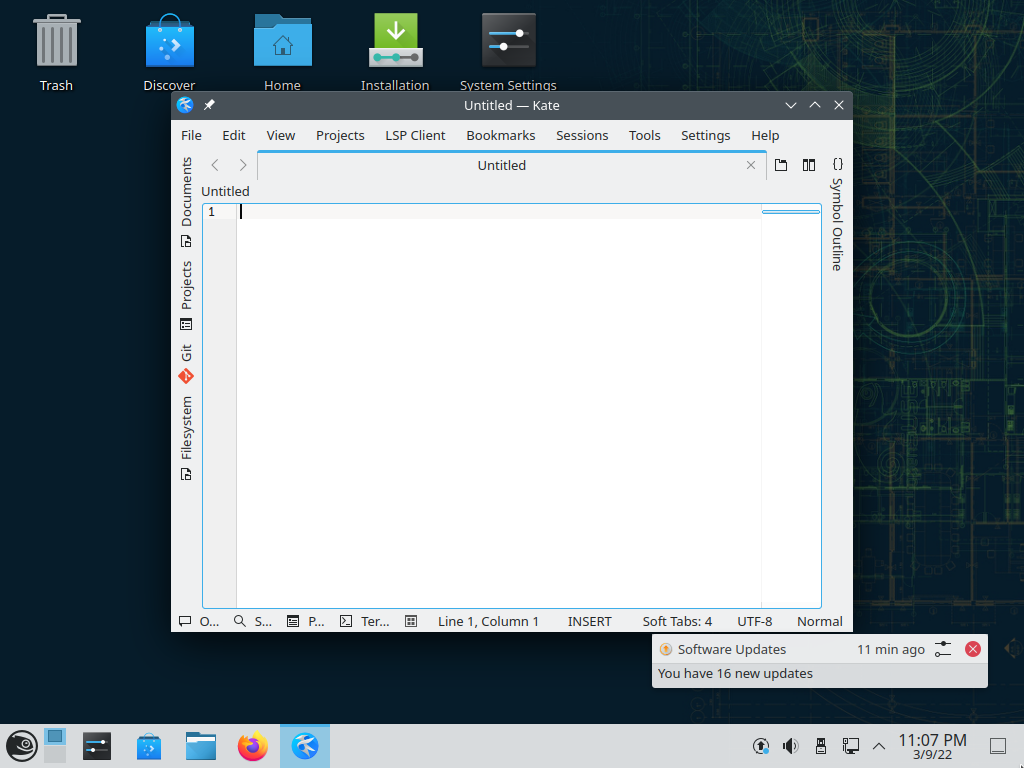 Trash Discover Home Installation System Settings
Untitled — Kate
File Edit View Projects LSP Client Bookmarks Sessions Tools Settings Help
Untitled
Untitled
Documents
Projects
Git
Filesystem
1
{} Symbol Outline
O... S... P... Ter... Line 1, Column 1 INSERT Soft Tabs: 4 UTF-8 Normal
Software Updates 11 min ago
You have 16 new updates
11:07 PM
3/9/22